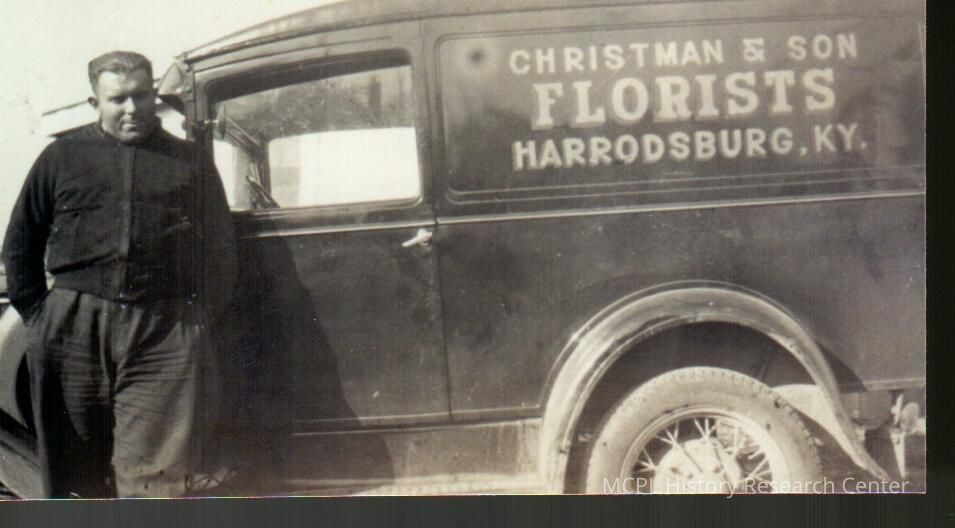 CHRISTMAN & SON
FLORISTS
HARRODSBURG, KY.
MCPL History Research Center